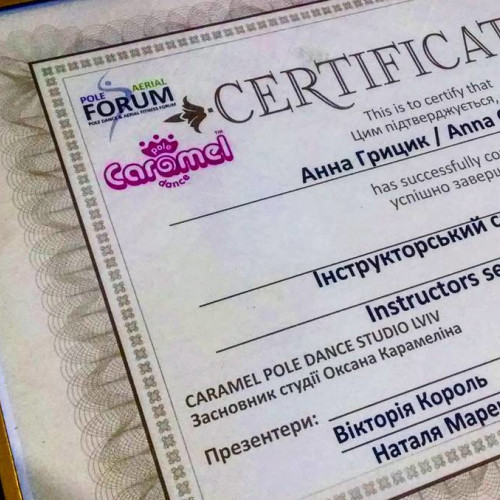 POLE AERIAL
FORUM
POLE DANCE & AERIAL FITNESS FORUM
Caramel™
pole
dance
CERTIFICAT
This is to certify that
Цим підтверджується,
Анна Грицик / Anna
has successfully co
успішно заверш
Інструкторський с
Instructors se
CARAMEL POLE DANCE STUDIO LVIV
Засновник студії Оксана Карамеліна
Презентери: Вікторія Король
Наталя Маре